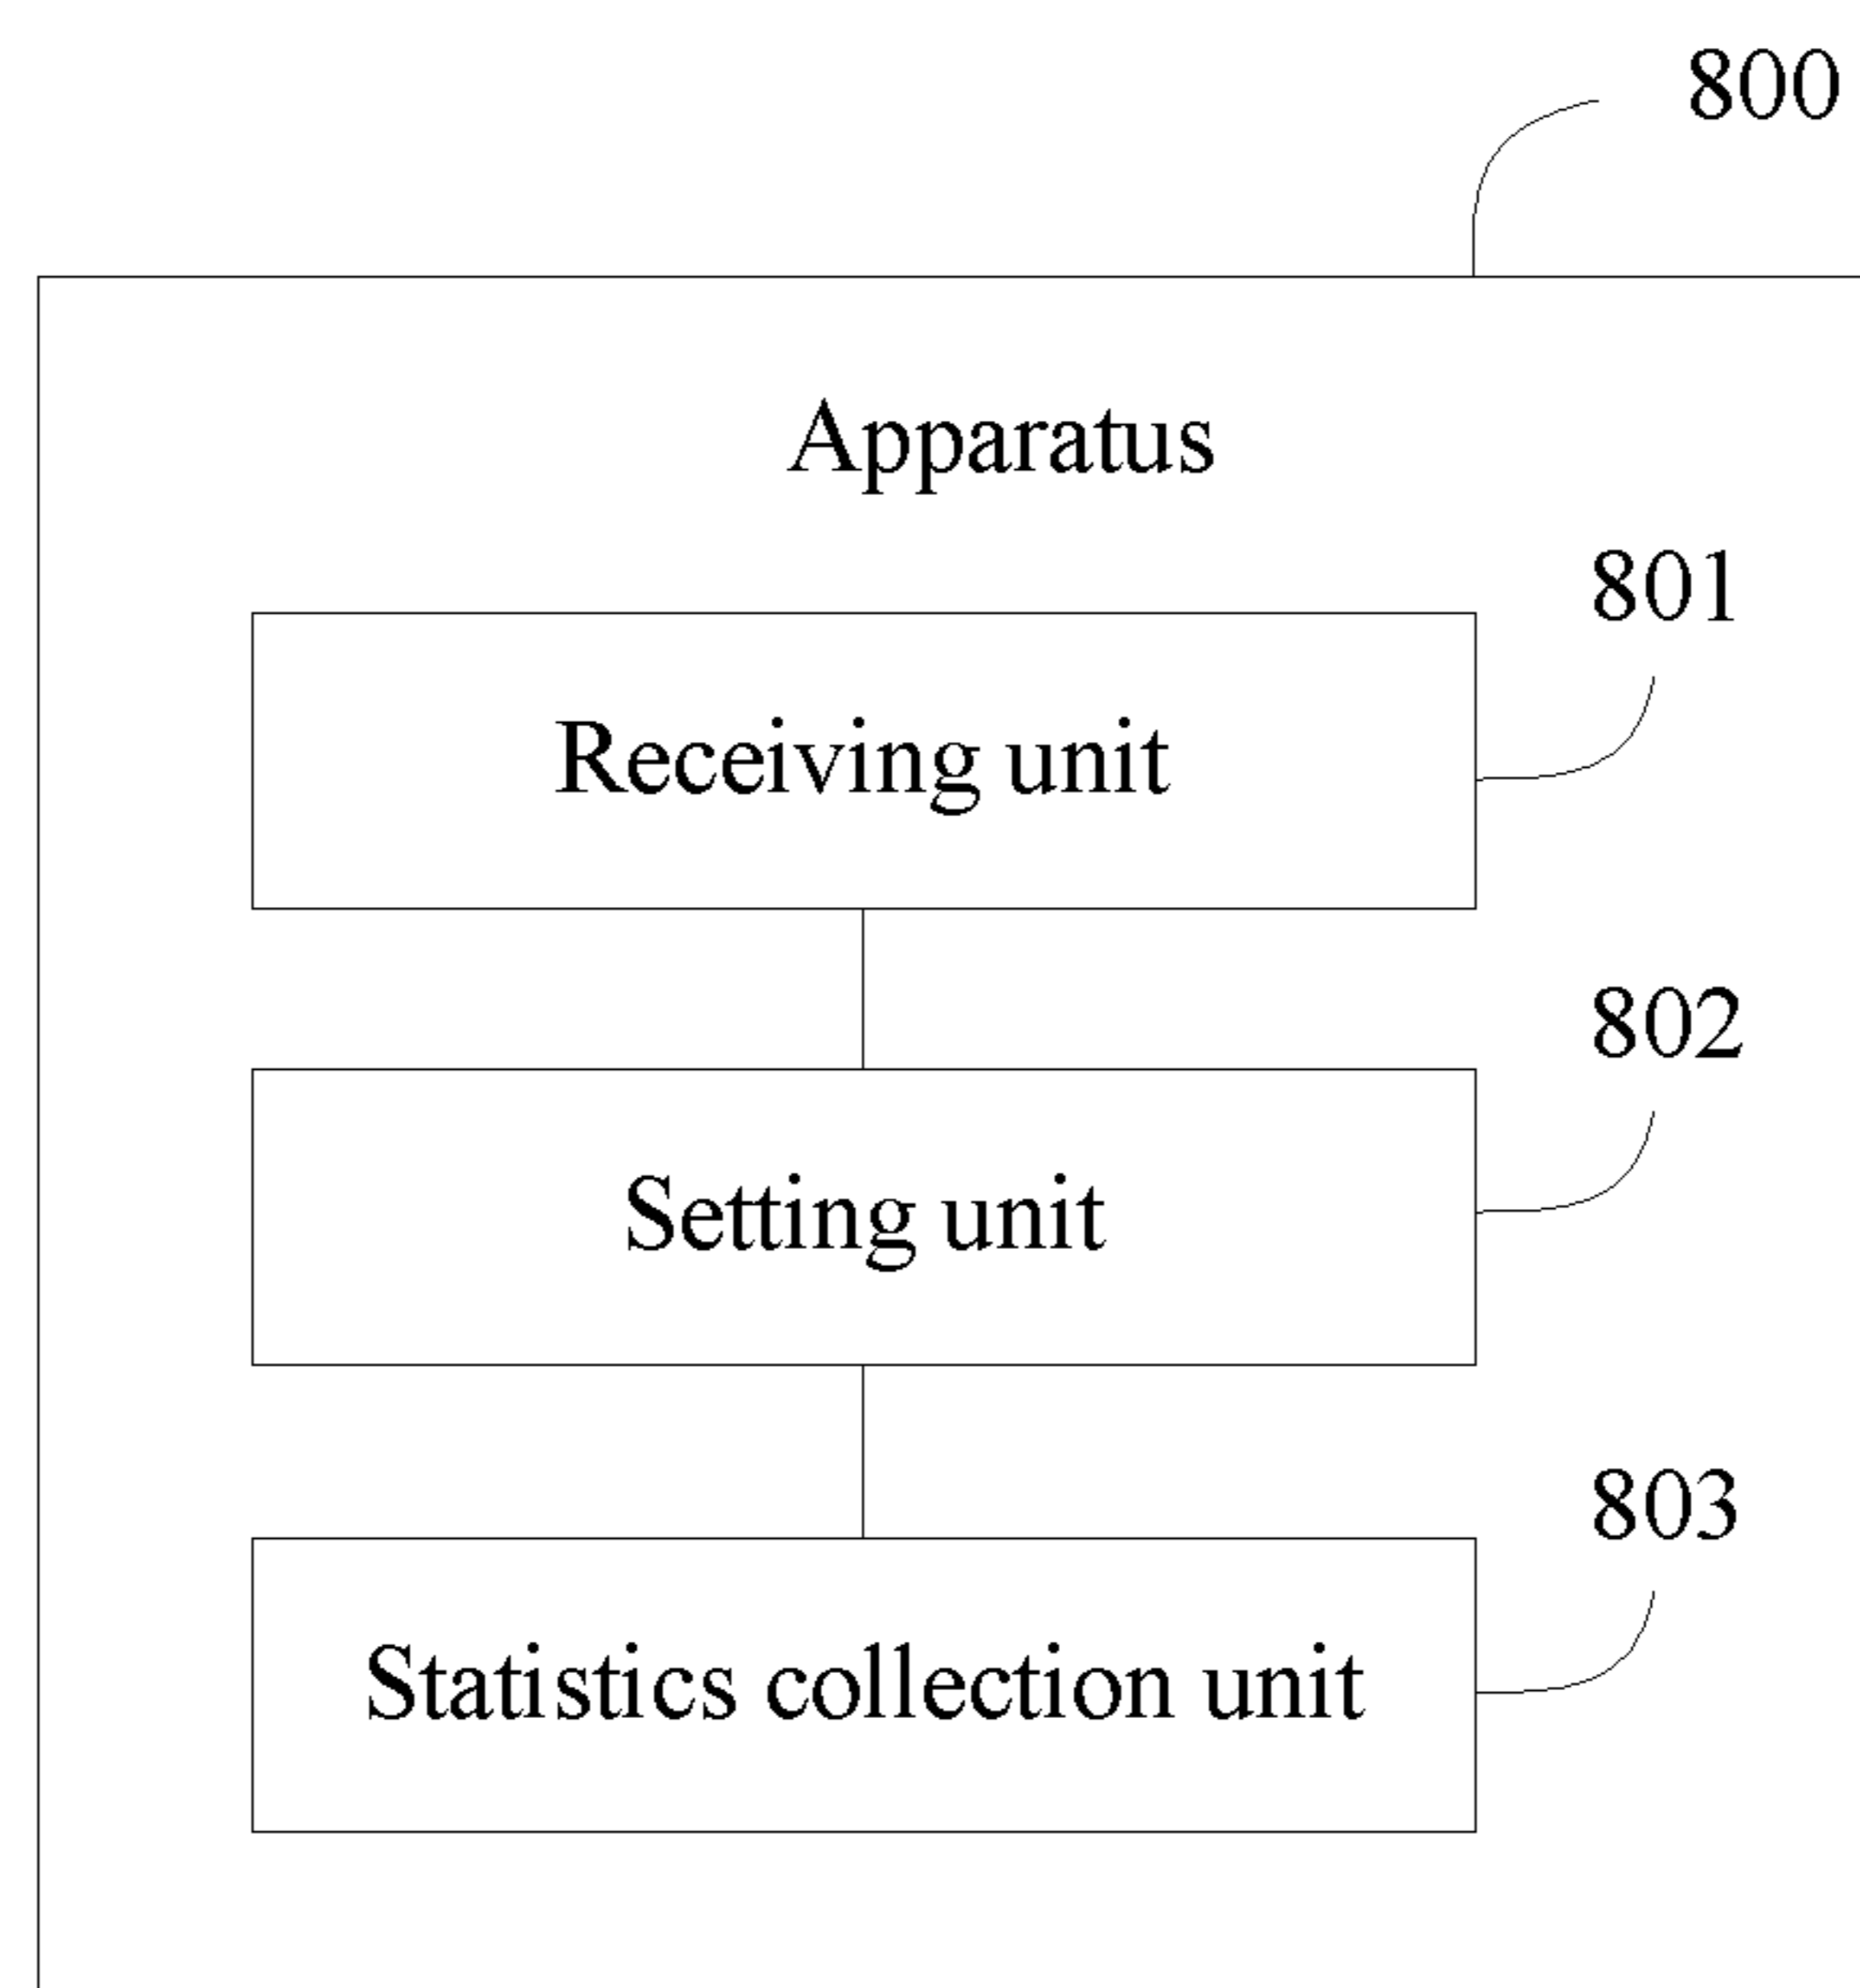 800
Apparatus
801
Receiving unit
802
Setting unit
803
Statistics collection unit